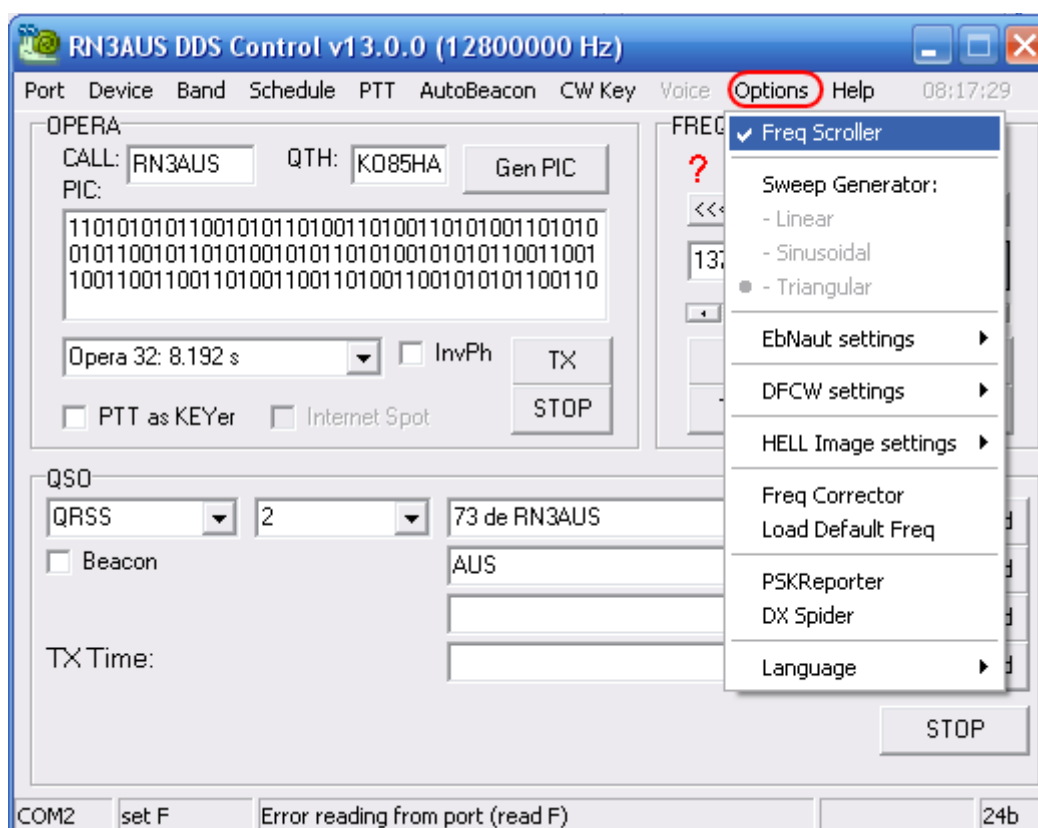 RN3AUS DDS Control v13.0.0 (12800000 Hz)
Port Device Band Schedule PTT AutoBeacon CW Key Voice Options Help 08:17:29
OPERA
CALL: RN3AUS QTH: KO85HA Gen PIC
PIC:
1101010101100101011010011010011010100110101
0101100101101010010101101010010101011001100
1001100110011010011001101001100101010110011
Opera 32: 8.192 s InvPh TX
PTT as KEYer Internet Spot STOP
FREQ
?
<<
137
Freq Scroller
Sweep Generator:
- Linear
- Sinusoidal
- Triangular
EbNaut settings
DFCW settings
HELL Image settings
Freq Corrector
Load Default Freq
PSKReporter
DX Spider
Language
QSO
QRSS 2 73 de RN3AUS
Beacon AUS
TX Time:
STOP
COM2 set F Error reading from port (read F) 24b